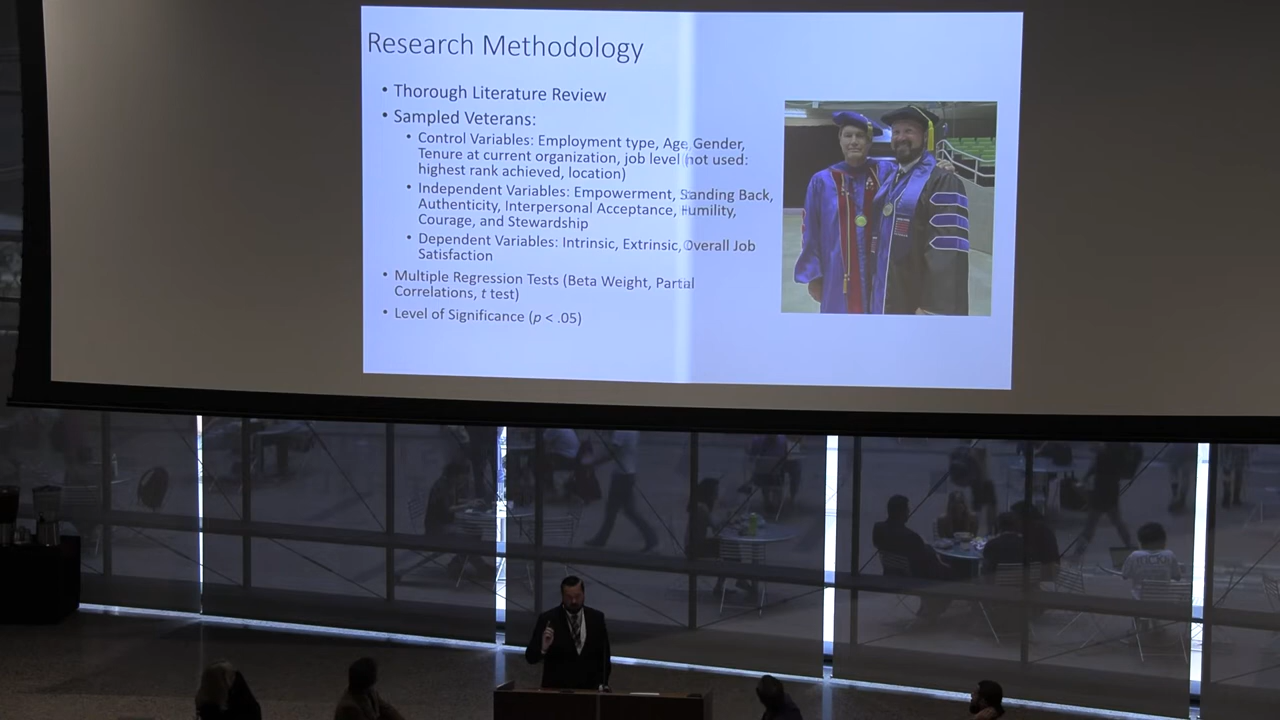 Research Methodology
• Thorough Literature Review
• Sampled Veterans:
• Control Variables: Employment type, Age, Gender,
Tenure at current organization, job level (not used:
highest rank achieved, location)
• Independent Variables: Empowerment, Standing Back,
Authenticity, Interpersonal Acceptance, Humility,
Courage, and Stewardship
• Dependent Variables: Intrinsic, Extrinsic, Overall Job
Satisfaction
• Multiple Regression Tests (Beta Weight, Partial
Correlations, t test)
• Level of Significance (p < .05)